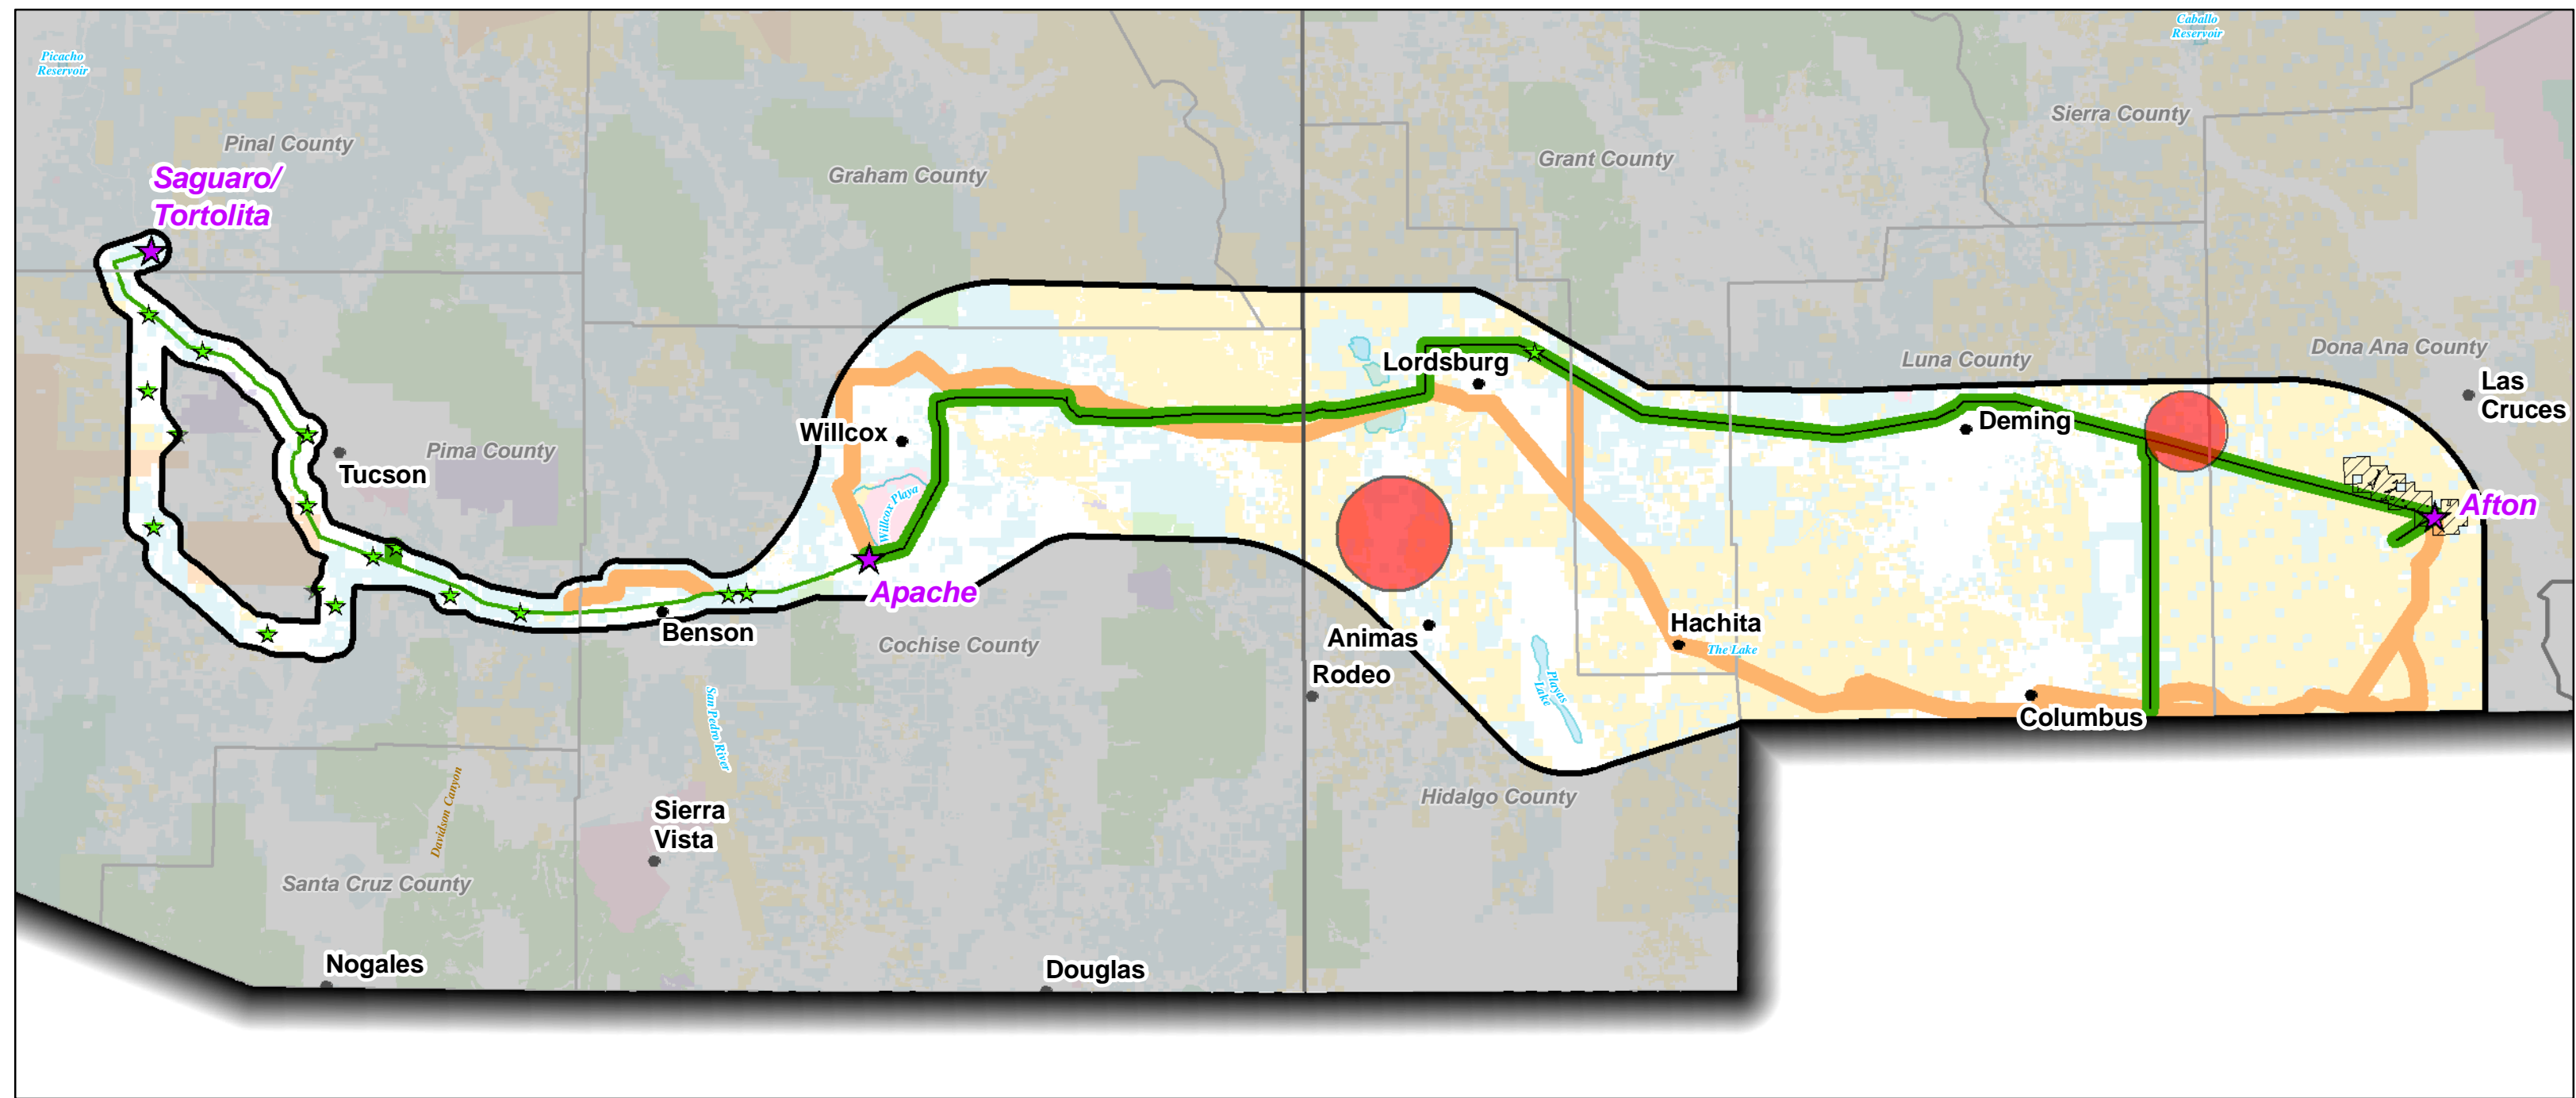 Picacho
Reservoir
Caballo
Reservoir
Pinal County
Sierra County
Graham County
Grant County
Saguaro/
Tortolita
Dona Ana County
Luna County
Lordsburg
Las
Cruces
Willcox
Deming
Pima County
Tucson
Willcox Playa
Afton
Apache
Benson
Cochise County
Animas
Hachita
The Lake
Rodeo
Playas
Lake
San Pedro River
Columbus
Davidson Canyon
Hidalgo County
Sierra
Vista
Santa Cruz County
Nogales
Douglas